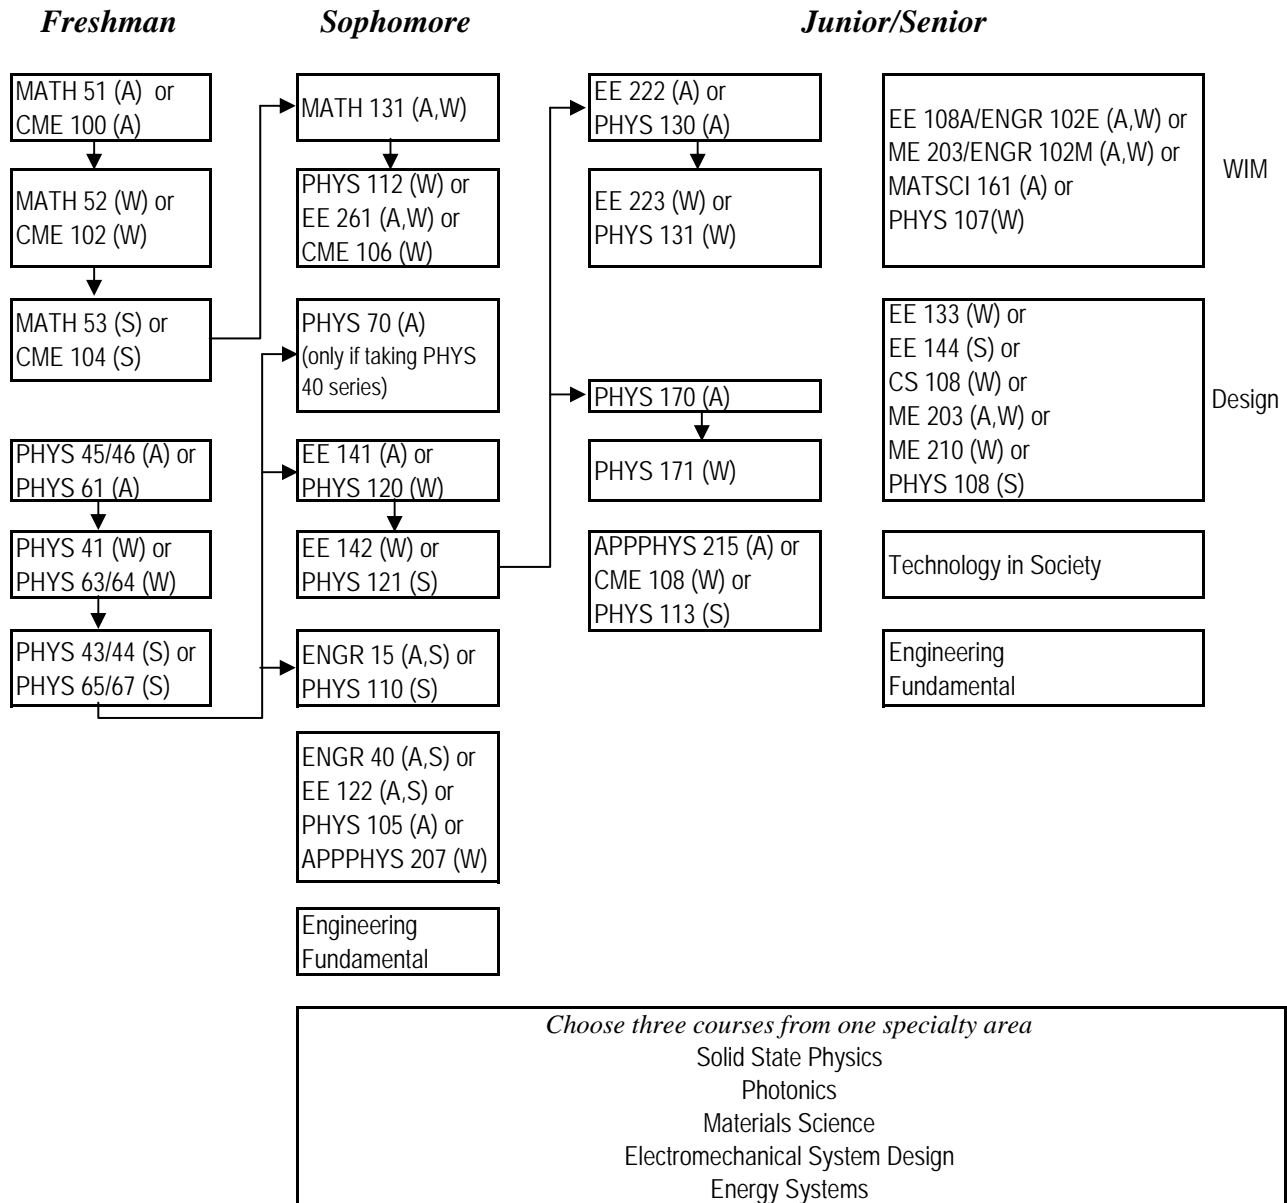 Freshman
Sophomore
Junior/Senior
MATH 51 (A) or
CME 100 (A)
MATH 52 (W) or
CME 102 (W)
MATH 53 (S) or
CME 104 (S)
PHYS 45/46 (A) or
PHYS 61 (A)
PHYS 41 (W) or
PHYS 63/64 (W)
PHYS 43/44 (S) or
PHYS 65/67 (S)
MATH 131 (A,W)
PHYS 112 (W) or
EE 261 (A,W) or
CME 106 (W)
PHYS 70 (A)
(only if taking PHYS
40 series)
EE 141 (A) or
PHYS 120 (W)
EE 142 (W) or
PHYS 121 (S)
ENGR 15 (A,S) or
PHYS 110 (S)
ENGR 40 (A,S) or
EE 122 (A,S) or
PHYS 105 (A) or
APPPHYS 207 (W)
Engineering
Fundamental
EE 222 (A) or
PHYS 130 (A)
EE 223 (W) or
PHYS 131 (W)
PHYS 170 (A)
PHYS 171 (W)
APPPHYS 215 (A) or
CME 108 (W) or
PHYS 113 (S)
EE 108A/ENGR 102E (A,W) or
ME 203/ENGR 102M (A,W) or
MATSCI 161 (A) or
PHYS 107(W)
WIM
EE 133 (W) or
EE 144 (S) or
CS 108 (W) or
ME 203 (A,W) or
ME 210 (W) or
PHYS 108 (S)
Design
Technology in Society
Engineering
Fundamental
Choose three courses from one specialty area
Solid State Physics
Photonics
Materials Science
Electromechanical System Design
Energy Systems